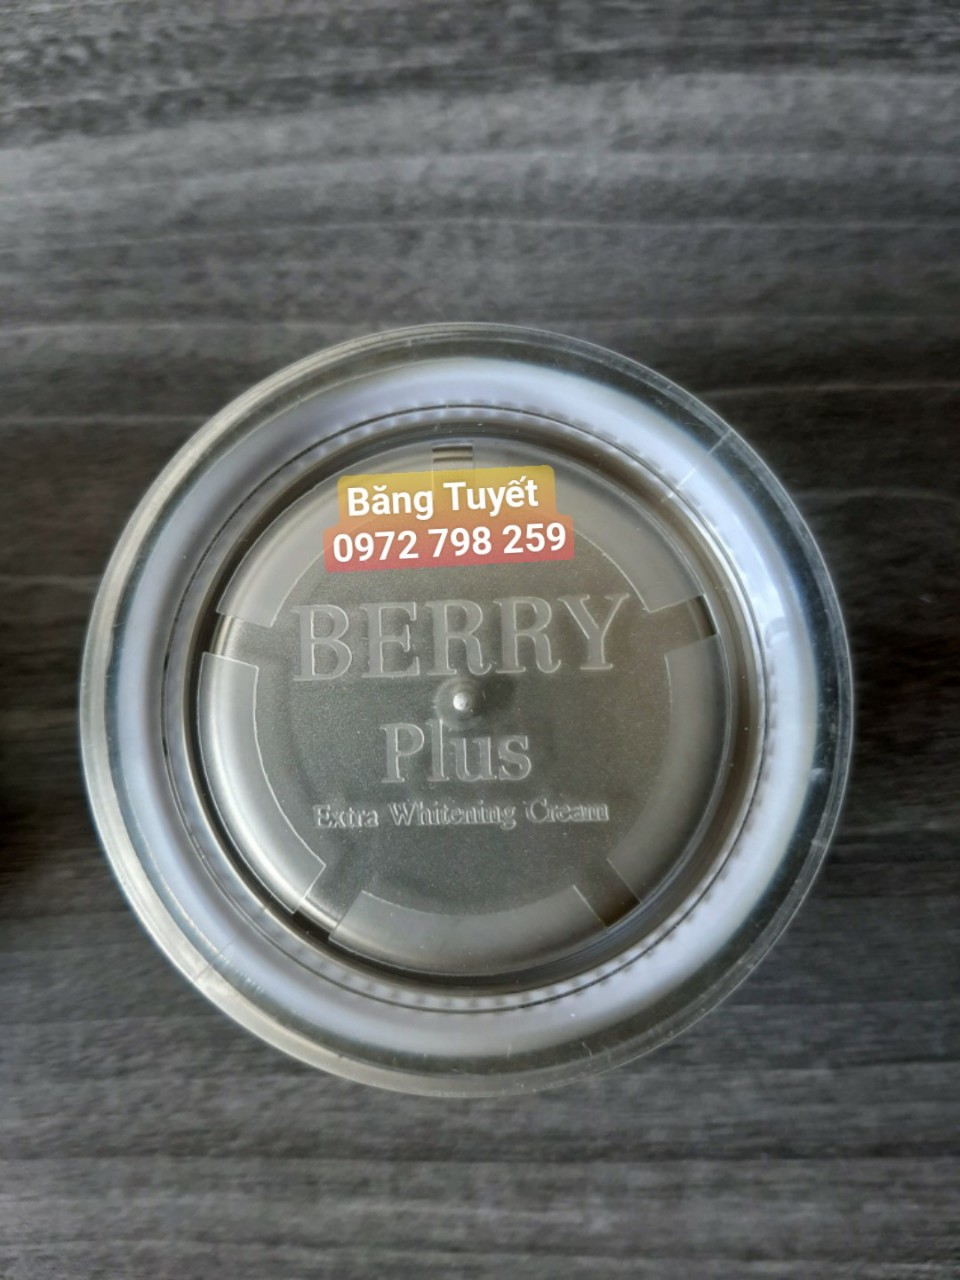 Băng Tuyết
0972 798 259
BERRY
Plus
Extra Whitening Cream